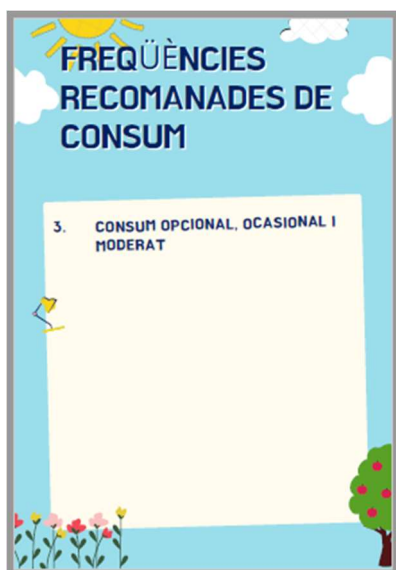 FREQÜÈNCIES
RECOMANADES DE
CONSUM
3. CONSUM OPCIONAL, OCASIONAL I
MODERAT